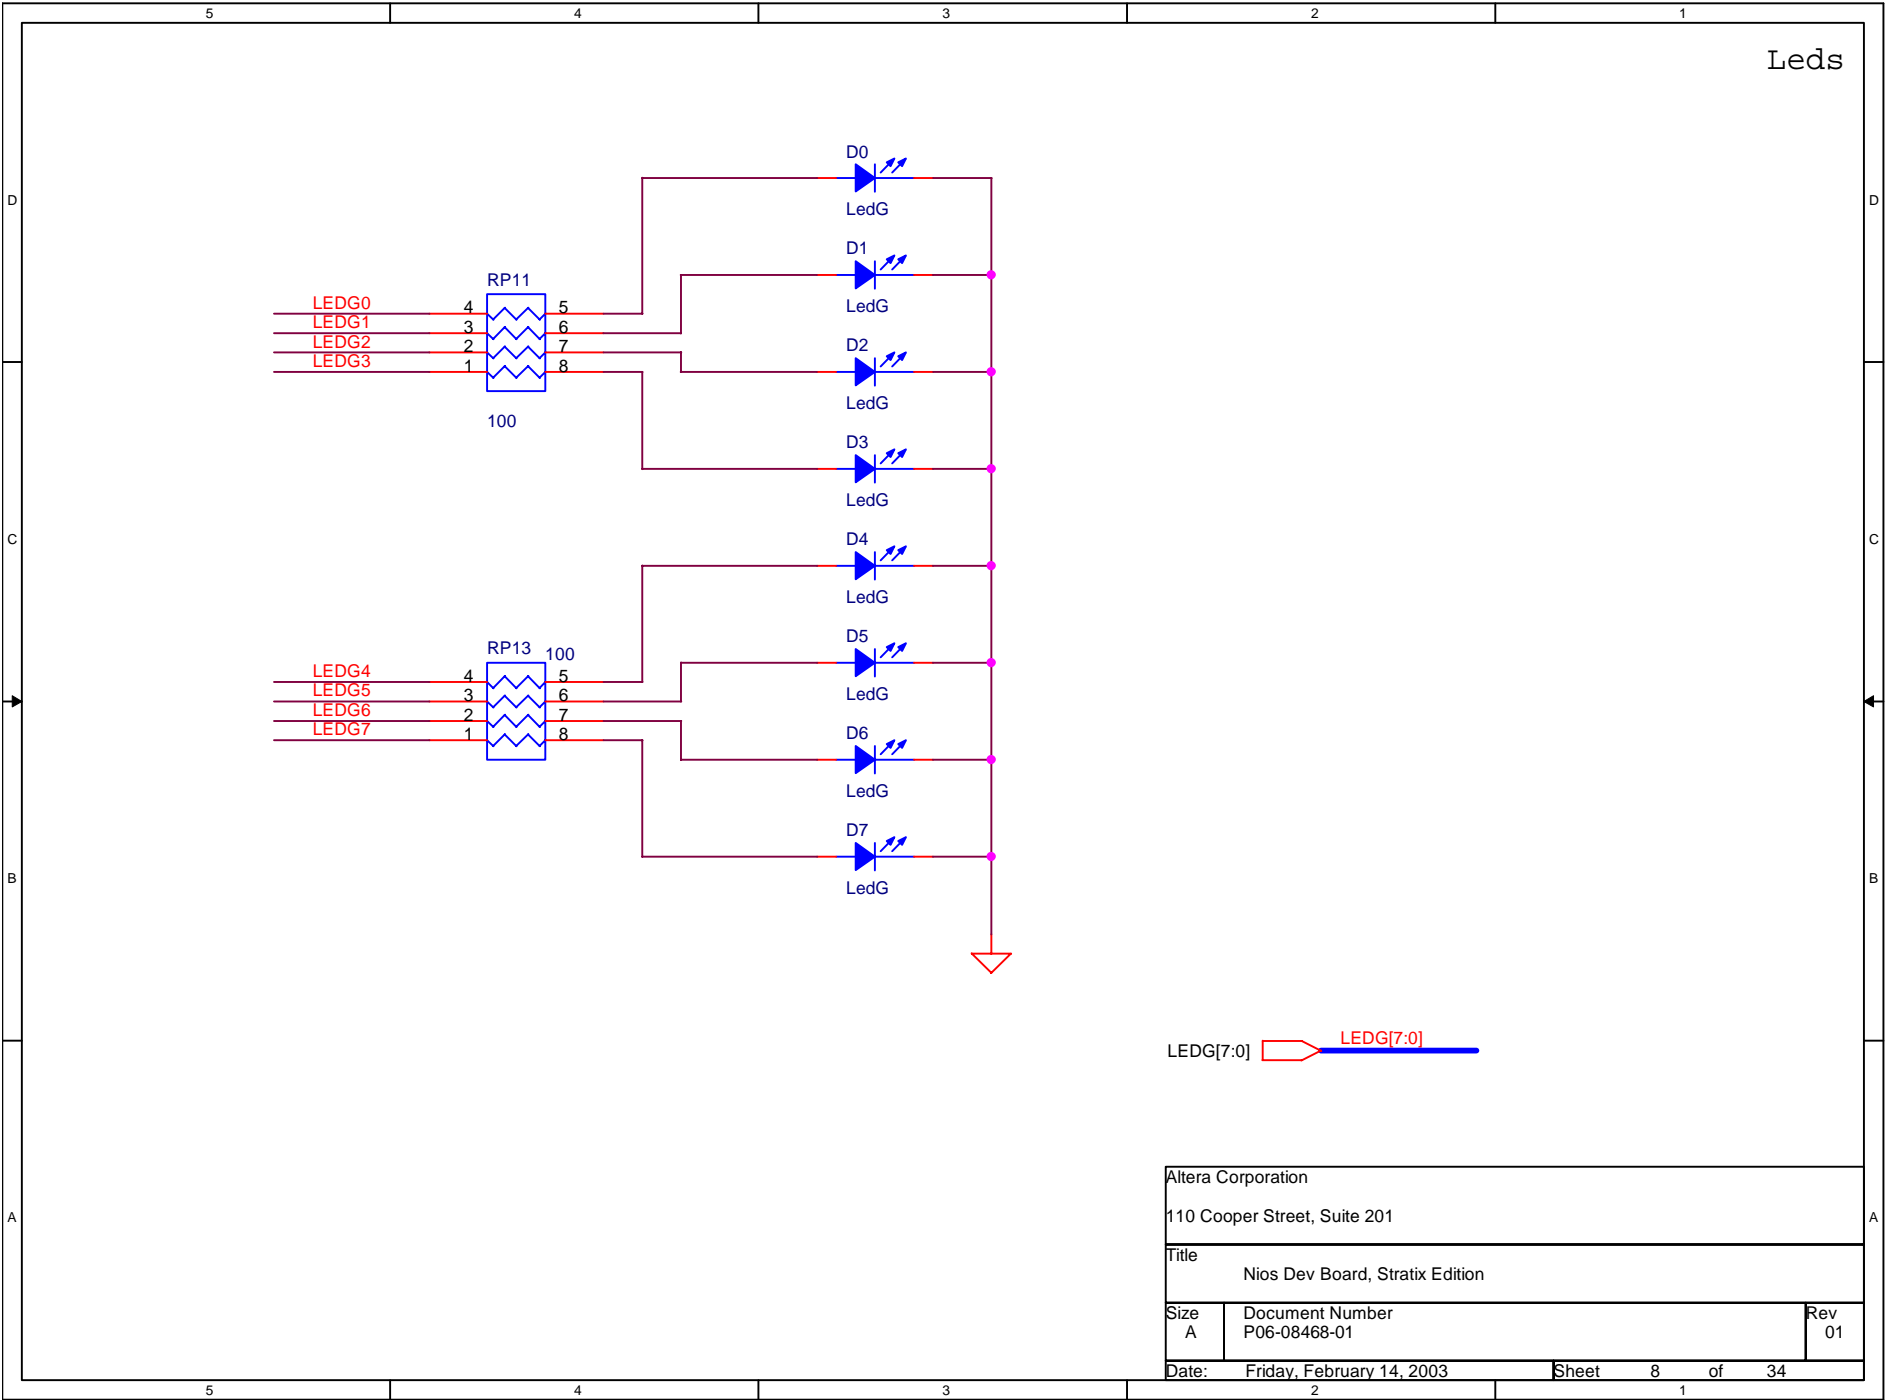 5 4 3 2 1
Leds
D D
C C
B B
A A
D0
LedG
D1
LedG
D2
LedG
D3
LedG
D4
LedG
D5
LedG
D6
LedG
D7
LedG
RP11
LEDG0 4 5
LEDG1 3 6
LEDG2 2 7
LEDG3 1 8
100
RP13 100
LEDG4 4 5
LEDG5 3 6
LEDG6 2 7
LEDG7 1 8
LEDG[7:0] LEDG[7:0]
Altera Corporation
110 Cooper Street, Suite 201
Title
Nios Dev Board, Stratix Edition
Size Document Number Rev
A P06-08468-01 01
Date: Friday, February 14, 2003 Sheet 8 of 34
5 4 3 2 1